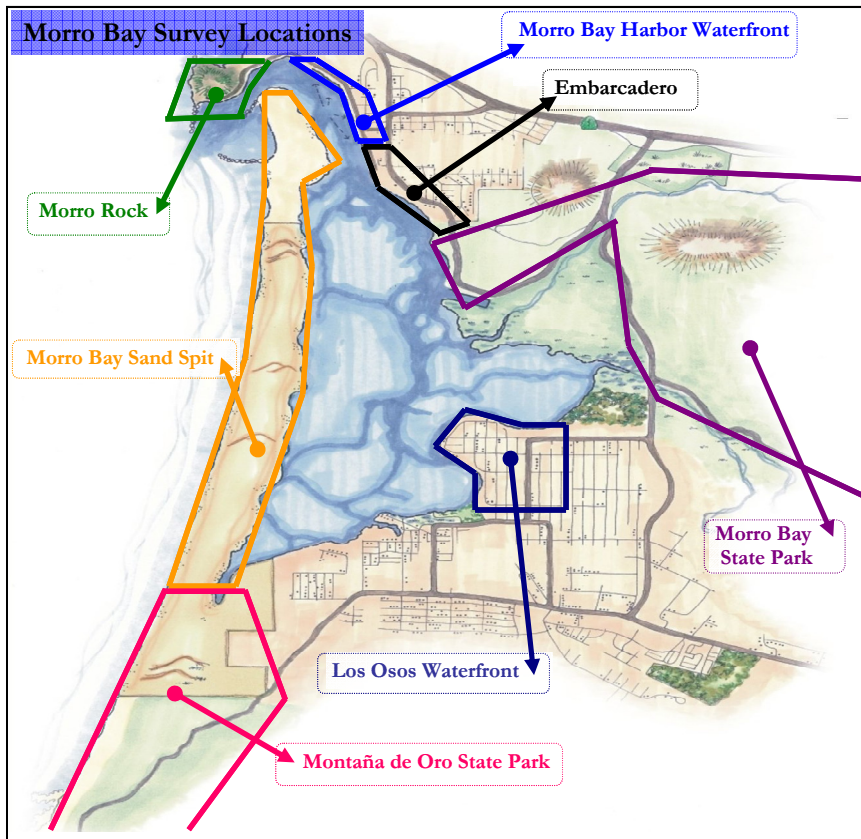 Morro Bay Survey Locations
Morro Bay Harbor Waterfront
Embarcadero
Morro Rock
Morro Bay Sand Spit
Morro Bay
State Park
Los Osos Waterfront
Montaña de Oro State Park